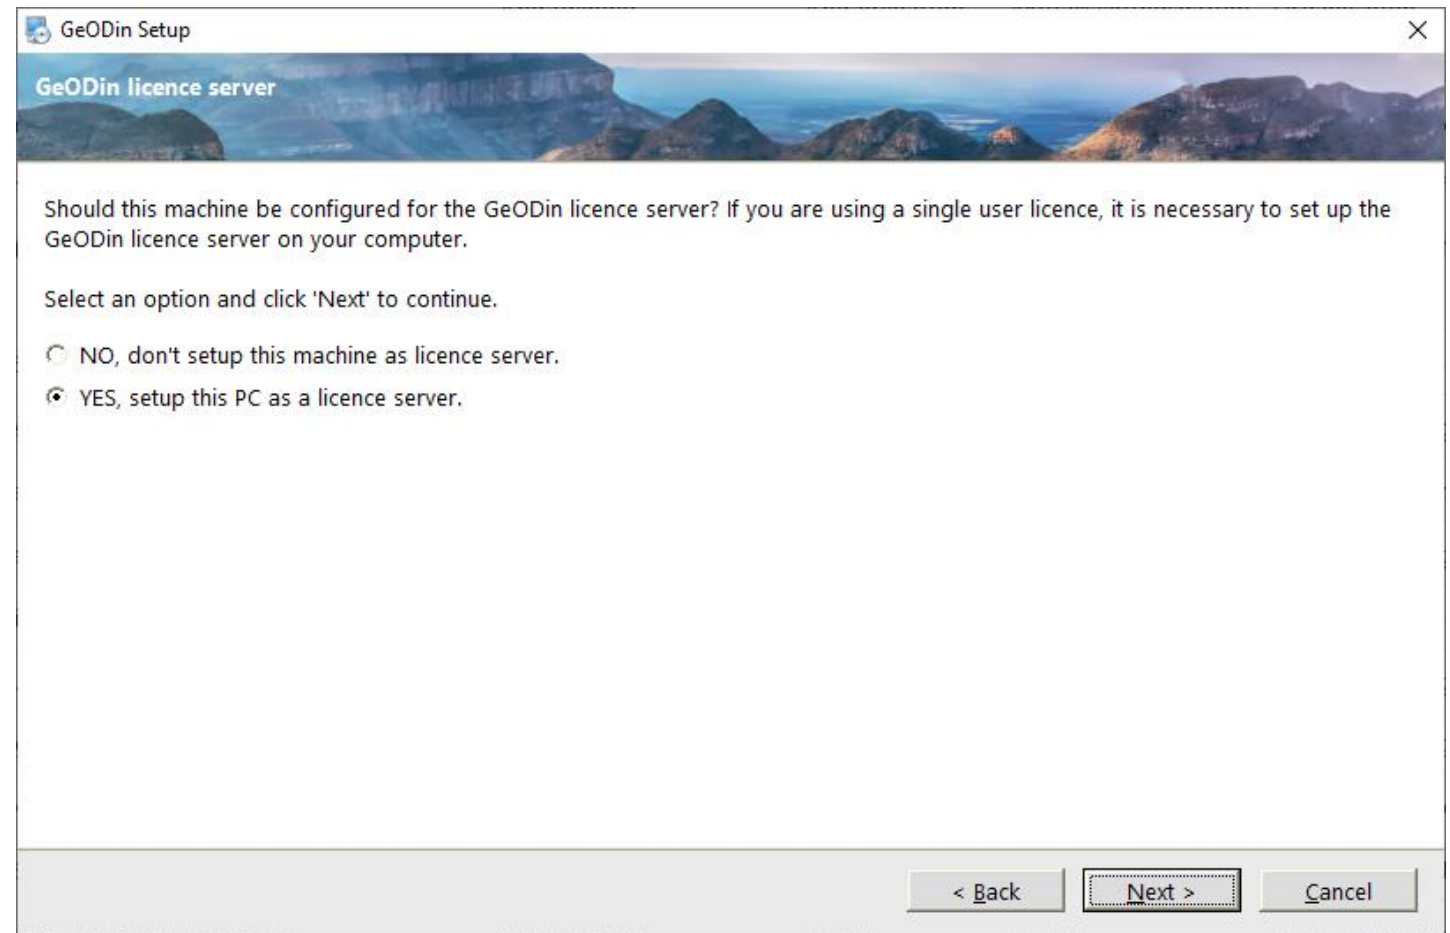 GeODin Setup
GeODin licence server
Should this machine be configured for the GeODin licence server? If you are using a single user licence, it is necessary to set up the
GeODin licence server on your computer.
Select an option and click 'Next' to continue.
NO, don't setup this machine as licence server.
YES, setup this PC as a licence server.
< Back
Next >
Cancel